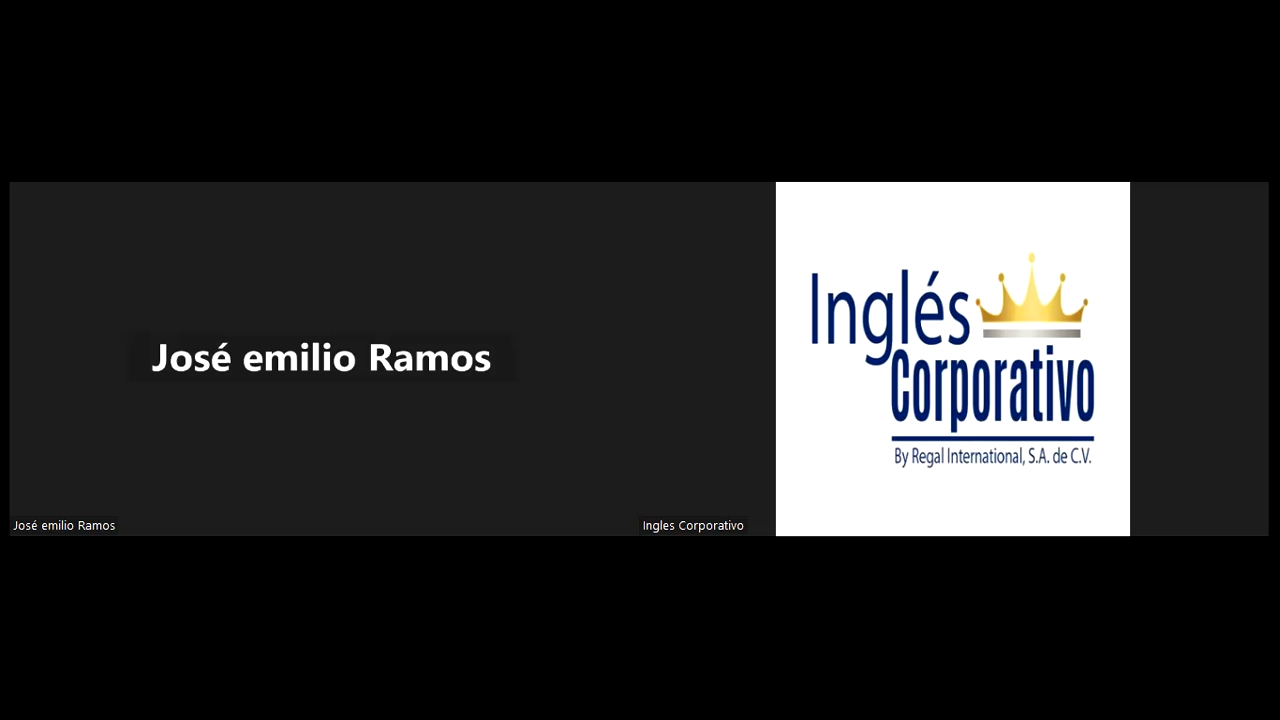 José emilio Ramos
José emilio Ramos
Inglés
Corporativo
By Regal International, S.A. de C.V.
Ingles Corporativo